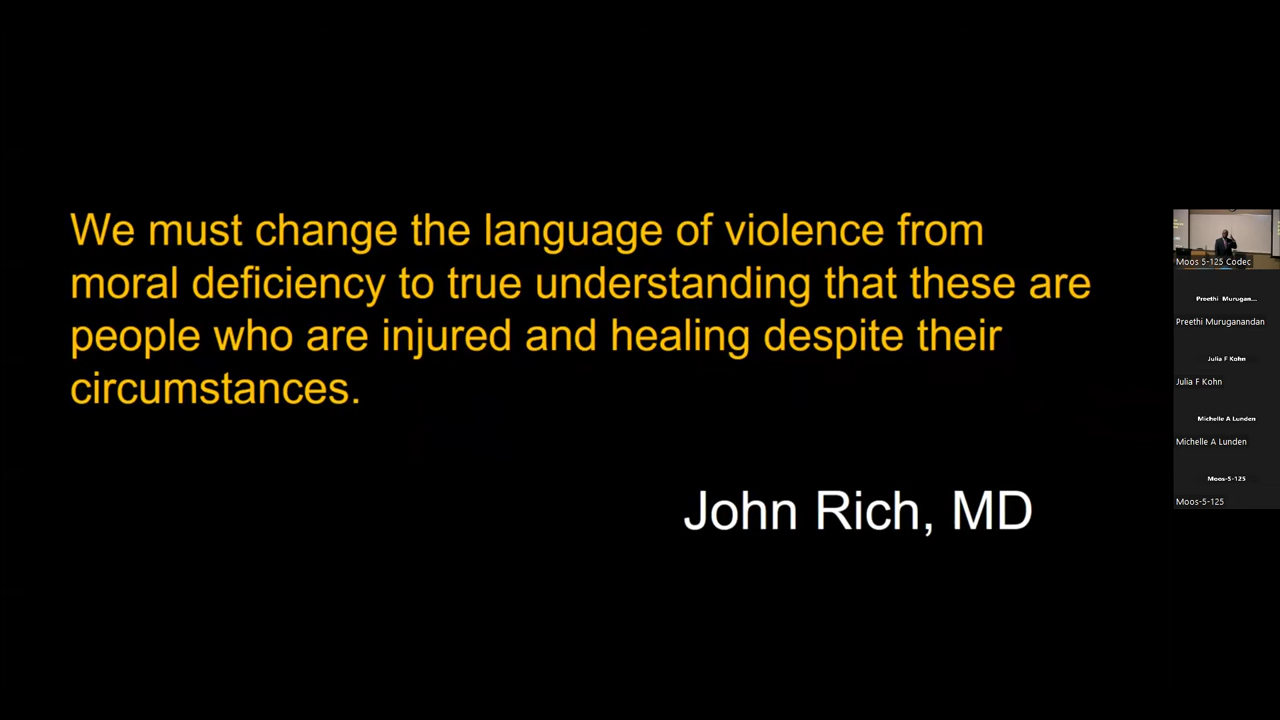 We must change the language of violence from
moral deficiency to true understanding that these are
people who are injured and healing despite their
circumstances.
John Rich, MD
Moos 5-125 Codec
Preethi Murugan...
Preethi Muruganandan
Julia F Kohn
Julia F Kohn
Michelle A Lunden
Michelle A Lunden
Moos-5-125
Moos-5-125